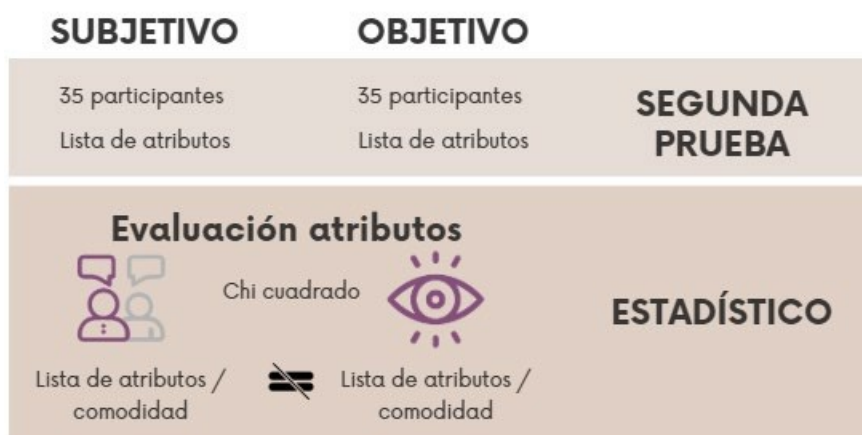 SUBJETIVO OBJETIVO
35 participantes 35 participantes
Lista de atributos Lista de atributos
SEGUNDA
PRUEBA
Evaluación atributos
Chi cuadrado
ESTADÍSTICO
Lista de atributos / Lista de atributos /
comodidad comodidad